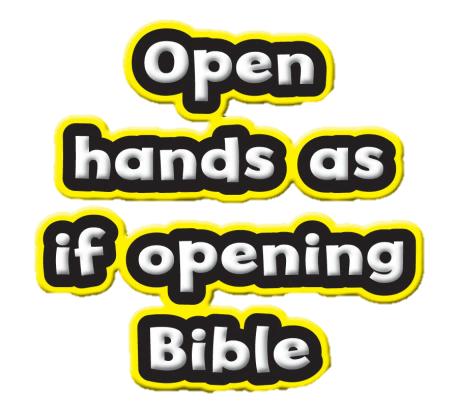 Open
hands as
if opening
Bible